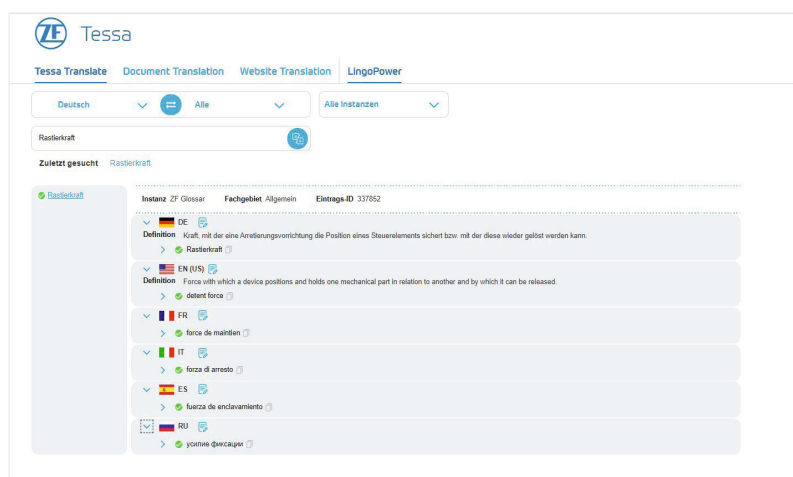 ZF Tessa
Tessa Translate Document Translation Website Translation LingoPower
Deutsch Alle Alle Instanzen
Rastierkraft
Zuletzt gesucht Rastierkraft
Rastierkraft
Instanz ZF Glossar Fachgebiet Allgemein Eintrags-ID 337852
DE
Definition Kraft, mit der eine Arretierungsvorrichtung die Position eines Steuerelements sichert bzw. mit der diese wieder gelöst werden kann.
Rastierkraft
EN (US)
Definition Force with which a device positions and holds one mechanical part in relation to another and by which it can be released.
detent force
FR
force de maintien
IT
forza di arresto
ES
fuerza de enclavamiento
RU
усилие фиксации